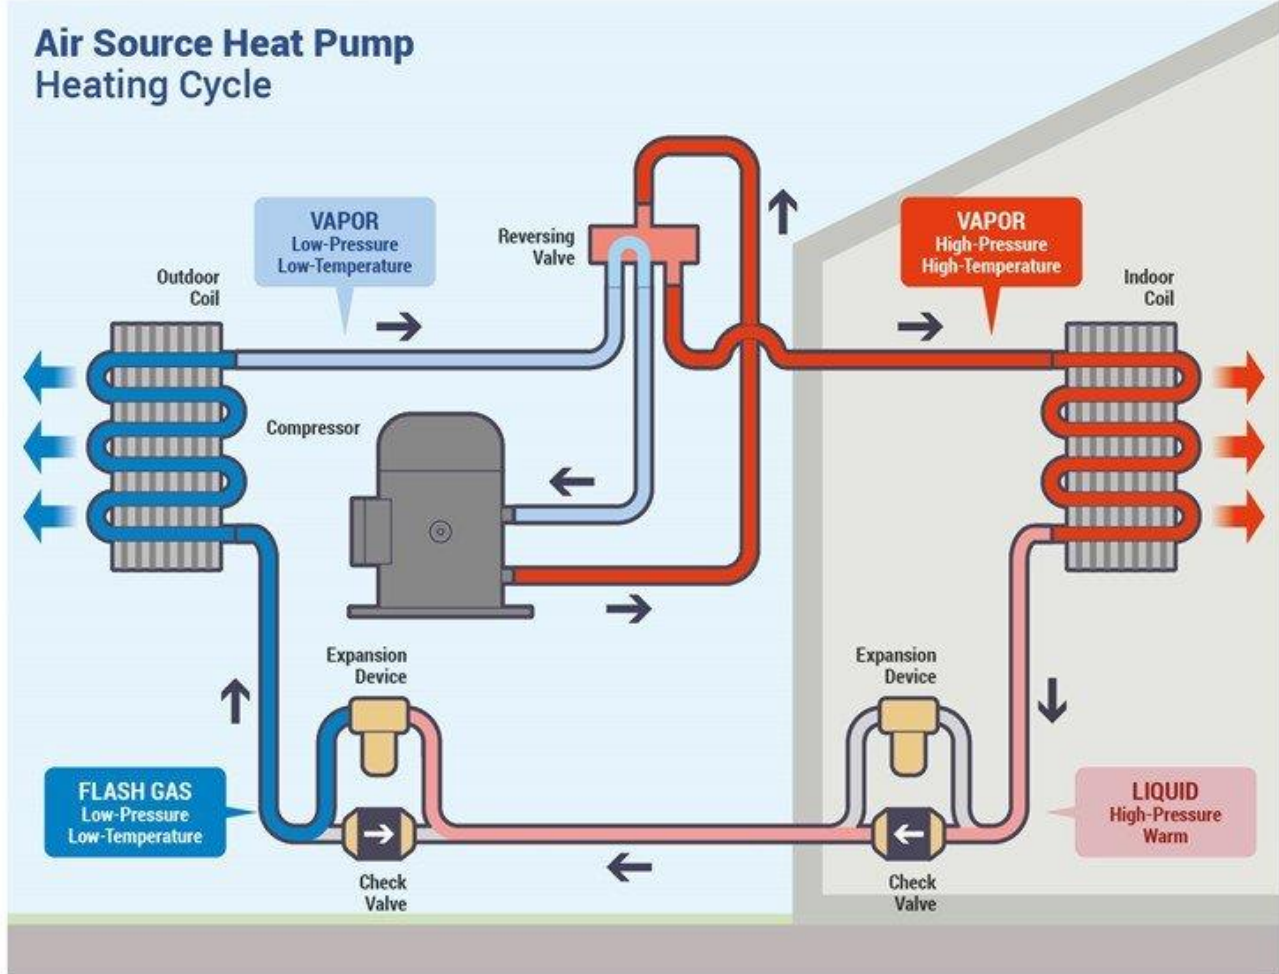 Air Source Heat Pump
Heating Cycle
VAPOR
Low-Pressure
Low-Temperature
Reversing
Valve
VAPOR
High-Pressure
High-Temperature
Outdoor
Coil
Indoor
Coil
Compressor
Expansion
Device
Expansion
Device
FLASH GAS
Low-Pressure
Low-Temperature
LIQUID
High-Pressure
Warm
Check
Valve
Check
Valve